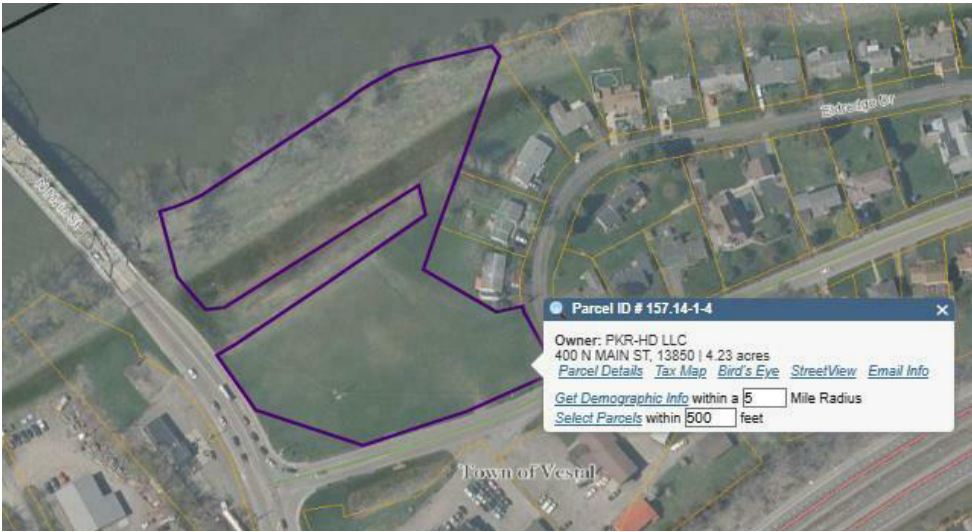 N Main St
Eldredge Dr
Parcel ID # 157.14-1-4
Owner: PKR-HD LLC
400 N MAIN ST, 13850 | 4.23 acres
Parcel Details Tax Map Bird's Eye StreetView Email Info
Get Demographic Info within a 5 Mile Radius
Select Parcels within 500 feet
Town of Vestal